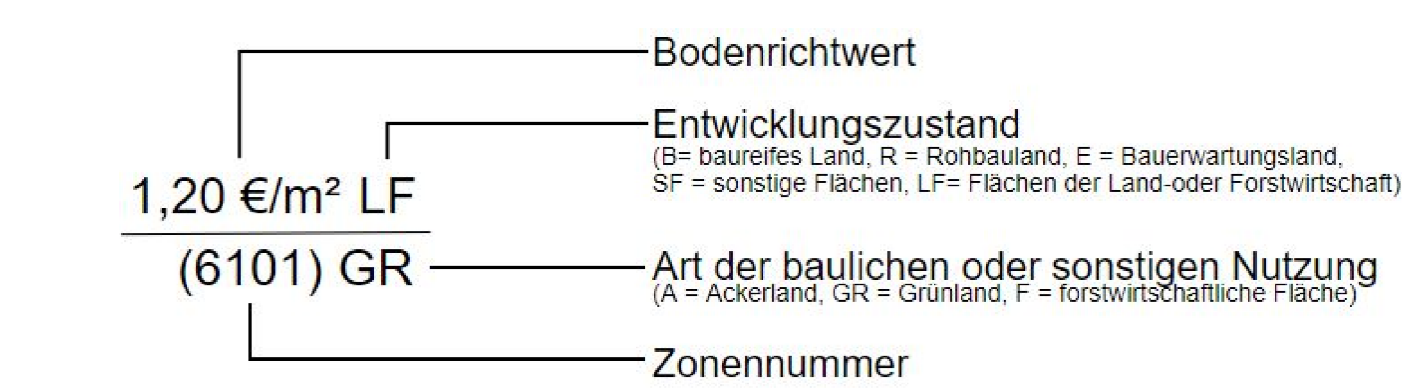 Bodenrichtwert
Entwicklungszustand
(B= baureifes Land, R = Rohbauland, E = Bauerwartungsland,
SF = sonstige Flächen, LF= Flächen der Land-oder Forstwirtschaft)
1,20 €/m² LF
(6101) GR
Art der baulichen oder sonstigen Nutzung
(A = Ackerland, GR = Grünland, F = forstwirtschaftliche Fläche)
Zonennummer